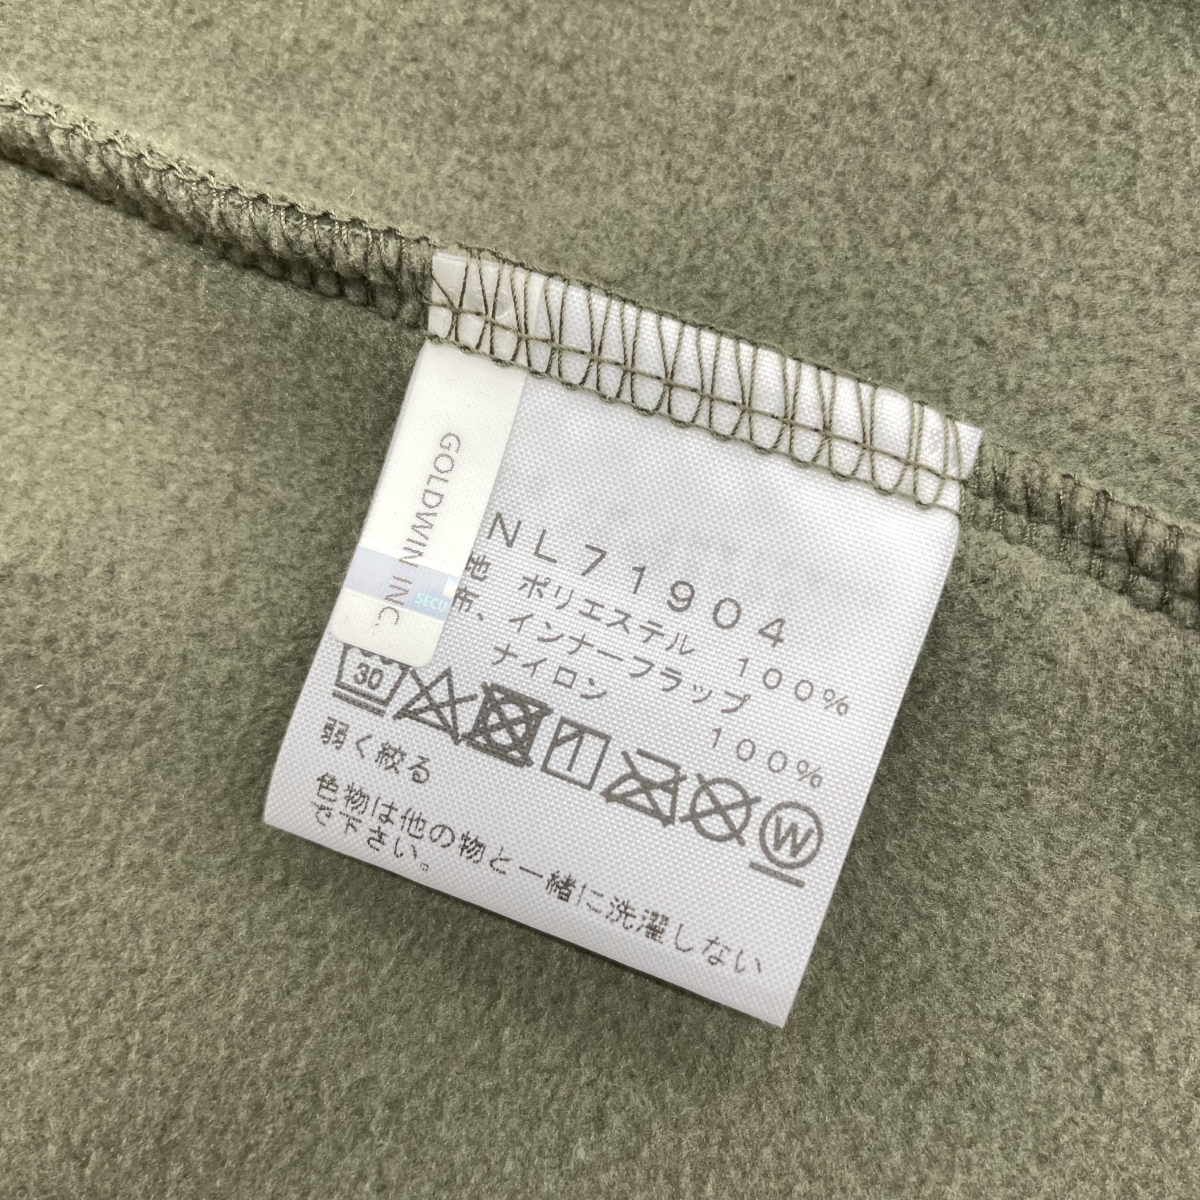 GOLDWIN INC.
SECU
NL71904
地 ポリエステル 100%
布、インナーフラップ
ナイロン 100%
30
W
弱く絞る
色物は他の物と一緒に洗濯しない
で下さい。